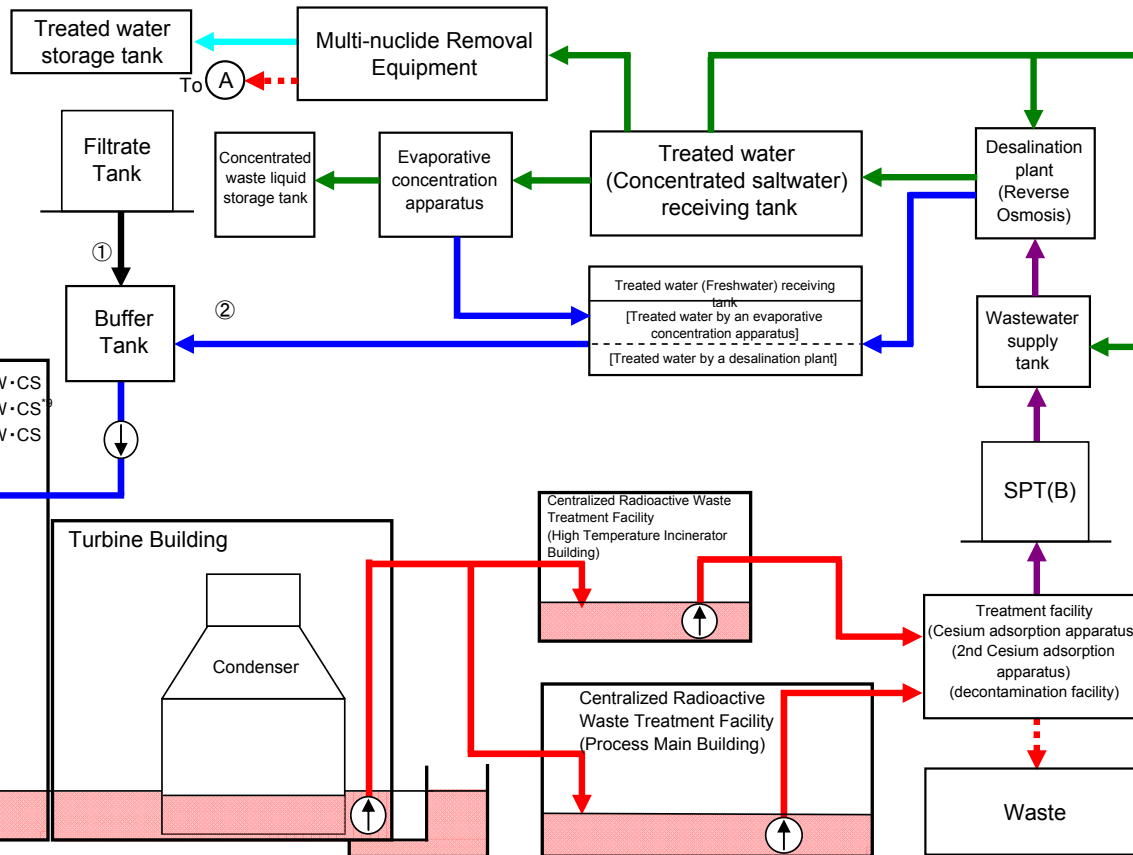 Treated water
storage tank
Multi-nuclide Removal
Equipment
To
A
Filtrate
Tank
Concentrated
waste liquid
storage tank
Evaporative
concentration
apparatus
Treated water
(Concentrated saltwater)
receiving tank
Desalination
plant
(Reverse
Osmosis)
①
②
Buffer
Tank
Treated water (Freshwater) receiving
tank
[Treated water by an evaporative
concentration apparatus]
[Treated water by a desalination plant]
Wastewater
supply
tank
W・CS
W・CS*9
W・CS
SPT(B)
Turbine Building
Condenser
Centralized Radioactive Waste
Treatment Facility
(High Temperature Incinerator
Building)
Treatment facility
(Cesium adsorption apparatus
(2nd Cesium adsorption
apparatus)
(decontamination facility)
Centralized Radioactive
Waste Treatment Facility
(Process Main Building)
Waste